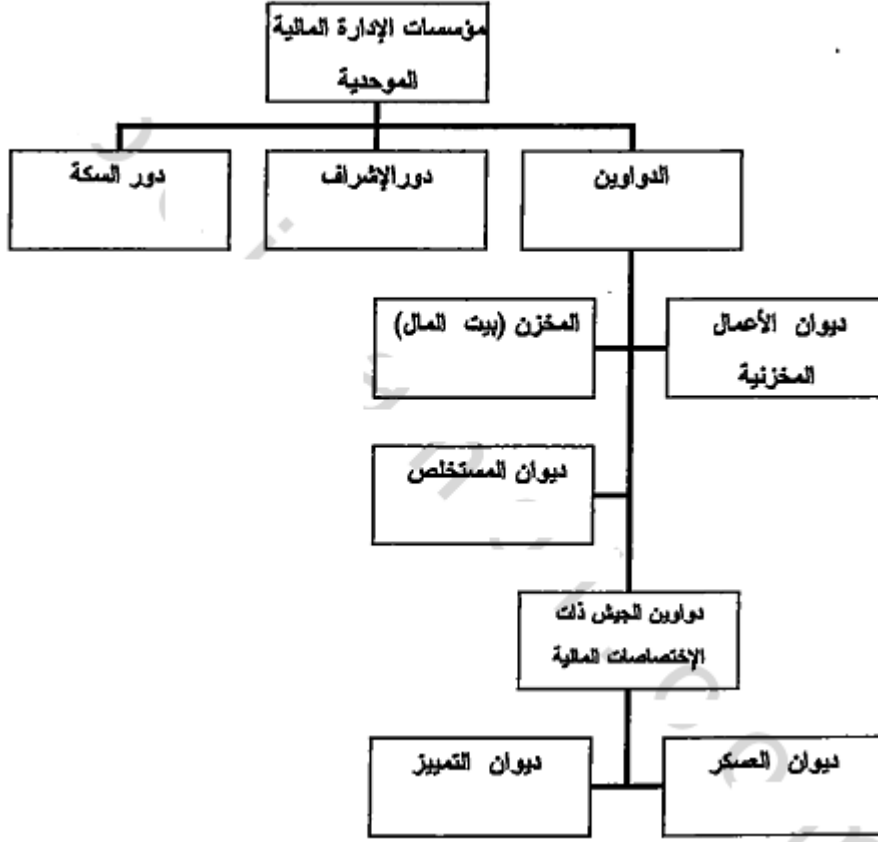 مؤسسات الإدارة المالية
الموحدية
الدواوين
دور الإشراف
دور السكة
ديوان الأعمال
المخزنية
المخزن (بيت المال)
ديوان المستخلص
دواوين الجيش ذات
الإختصاصات المالية
ديوان العسكر
ديوان التمييز